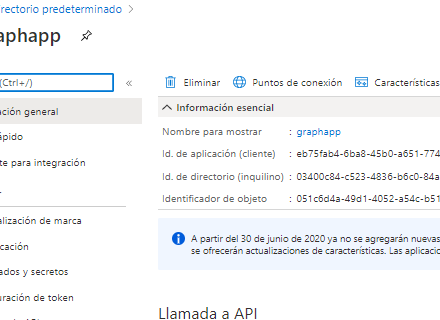 rectorio predeterminado
aphapp
(Ctrl+/)
«
Eliminar
Puntos de conexión
Características
ación general
Información esencial
ápido
Nombre para mostrar : graphapp
te para integración
Id. de aplicación (cliente) : eb75fab4-6ba8-45b0-a651-774
Id. de directorio (inquilino) : 03400c84-c523-4836-b6c0-84a
Identificador de objeto : 051c6d4a-49d1-4052-a54c-b51
alización de marca
icación
A partir del 30 de junio de 2020 ya no se agregarán nuevas
se ofrecerán actualizaciones de características. Las aplicacio
ados y secretos
uración de token
Llamada a API